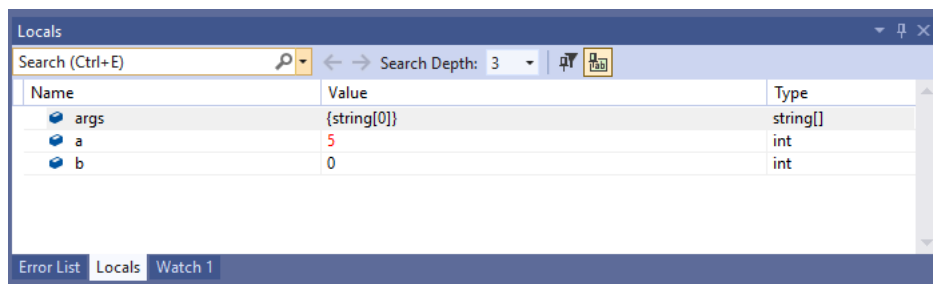 Locals
Search (Ctrl+E) Search Depth: 3
Name Value Type
args {string[0]} string[]
a 5 int
b 0 int
Error List Locals Watch 1